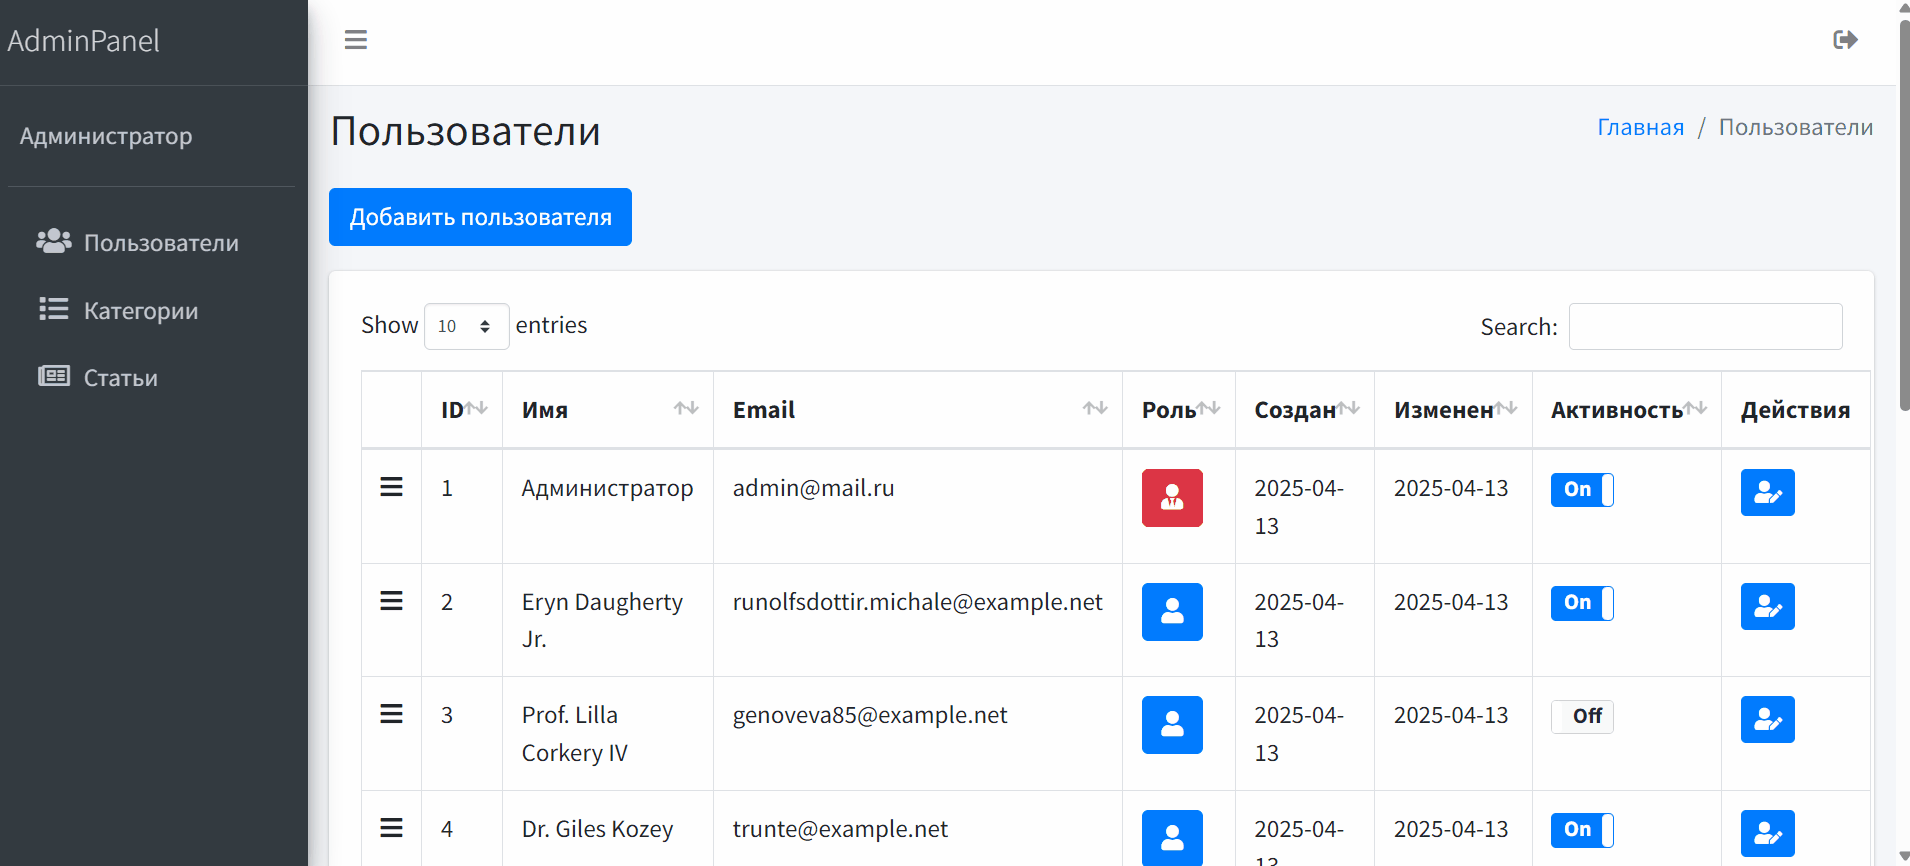 AdminPanel
Администратор
Пользователи
Категории
Статьи
Пользователи
Главная / Пользователи
Добавить пользователя
Show 10 entries
Search:
ID Имя Email Роль Создан Изменен Активность Действия
1 Администратор admin@mail.ru 2025-04-13 2025-04-13 On
2 Eryn Daugherty Jr. runolfsdottir.michale@example.net 2025-04-13 2025-04-13 On
3 Prof. Lilla Corkery IV genoveva85@example.net 2025-04-13 2025-04-13 Off
4 Dr. Giles Kozey trunte@example.net 2025-04-13 2025-04-13 On